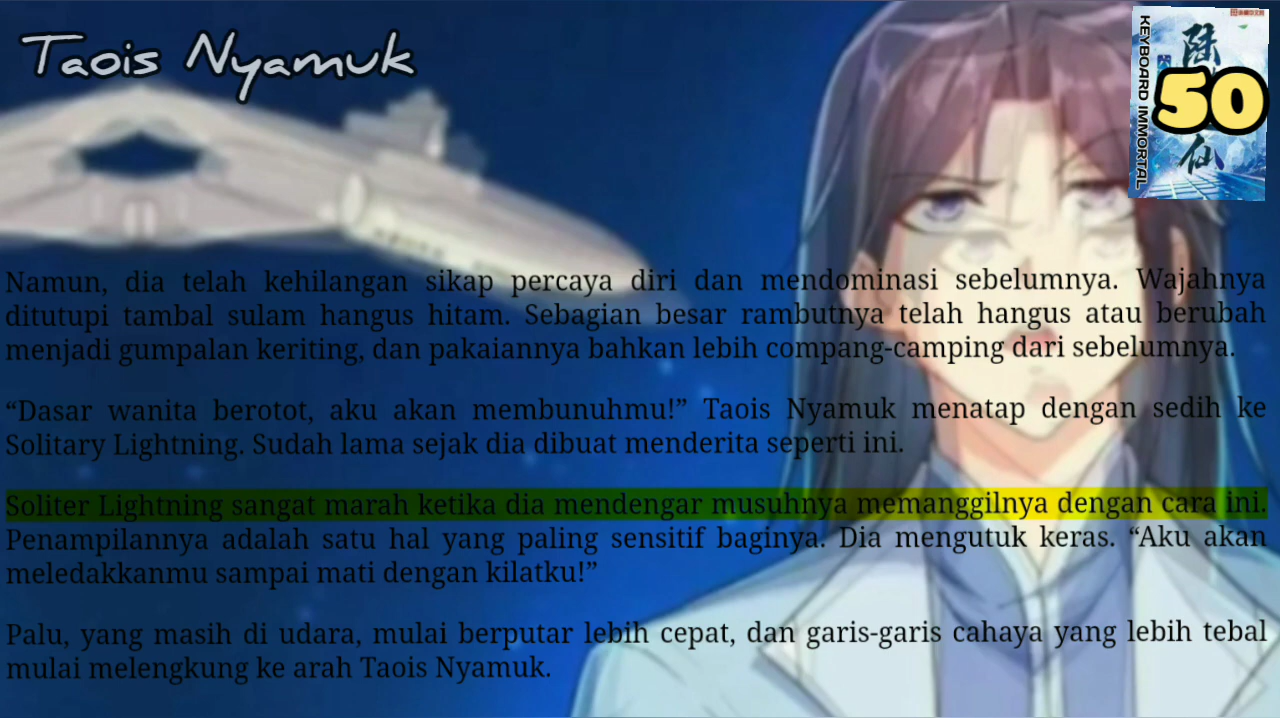 Taois Nyamuk
KEYBOARD IMMORTAL
50
仙
Namun, dia telah kehilangan sikap percaya diri dan mendominasi sebelumnya. Wajahnya
ditutupi tambal sulam hangus hitam. Sebagian besar rambutnya telah hangus atau berubah
menjadi gumpalan keriting, dan pakaiannya bahkan lebih compang-camping dari sebelumnya.
“Dasar wanita berotot, aku akan membunuhmu!” Taois Nyamuk menatap dengan sedih ke
Solitary Lightning. Sudah lama sejak dia dibuat menderita seperti ini.
Soliter Lightning sangat marah ketika dia mendengar musuhnya memanggilnya dengan cara ini.
Penampilannya adalah satu hal yang paling sensitif baginya. Dia mengutuk keras. “Aku akan
meledakkanmu sampai mati dengan kilatku!”
Palu, yang masih di udara, mulai berputar lebih cepat, dan garis-garis cahaya yang lebih tebal
mulai melengkung ke arah Taois Nyamuk.